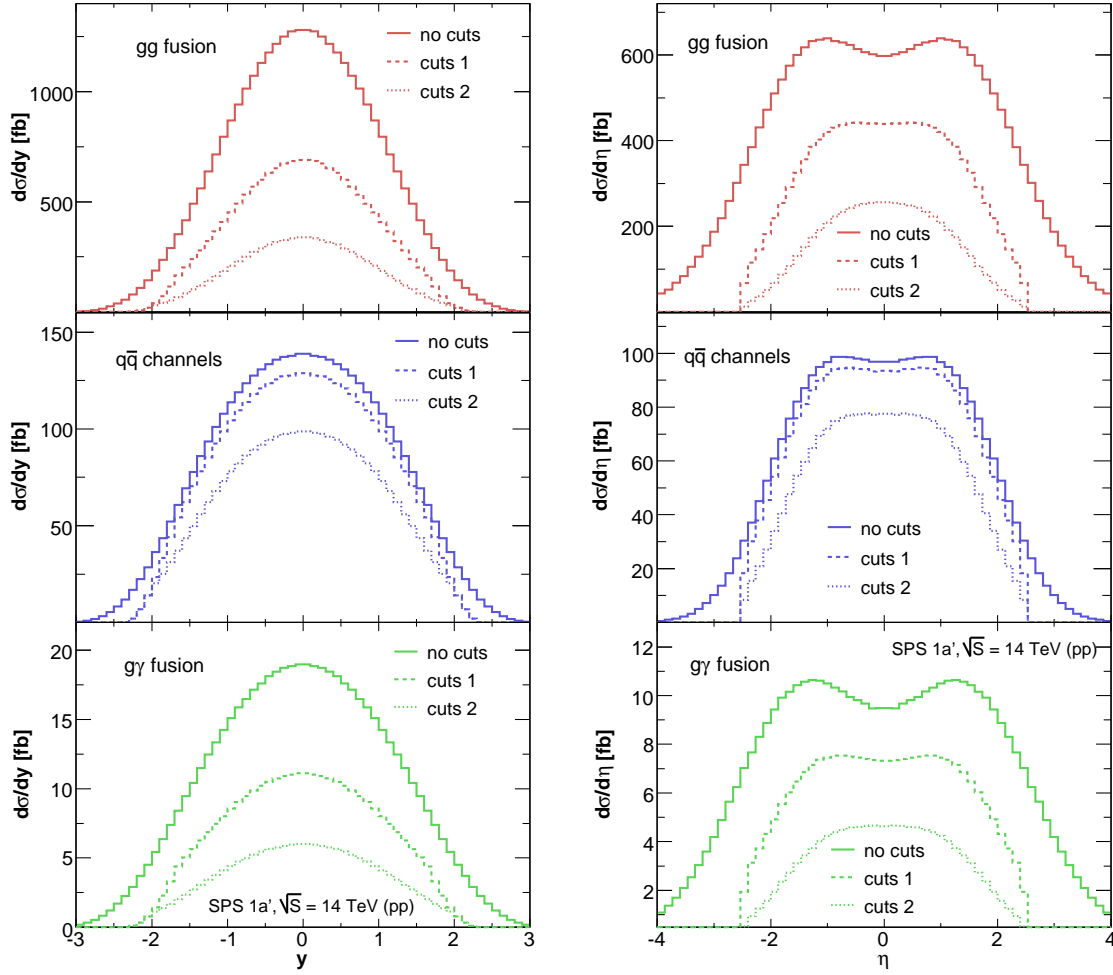 gg fusion
no cuts
cuts 1
cuts 2
1000
500
dσ/dy [fb]
qq̅ channels
no cuts
cuts 1
cuts 2
150
100
50
dσ/dy [fb]
gγ fusion
no cuts
cuts 1
cuts 2
20
15
10
5
0
dσ/dy [fb]
SPS 1a', √S = 14 TeV (pp)
-3 -2 -1 0 1 2 3
y
gg fusion
600
400
200
dσ/dη [fb]
no cuts
cuts 1
cuts 2
qq̅ channels
100
80
60
40
20
dσ/dη [fb]
no cuts
cuts 1
cuts 2
gγ fusion
SPS 1a', √S = 14 TeV (pp)
12
10
8
6
4
2
dσ/dη [fb]
no cuts
cuts 1
cuts 2
-4 -2 0 2 4
η